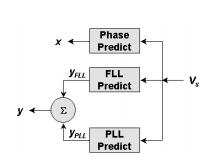 Phase
Predict
x
y_FLL
FLL
Predict
V_s
y
Σ
y_PLL
PLL
Predict